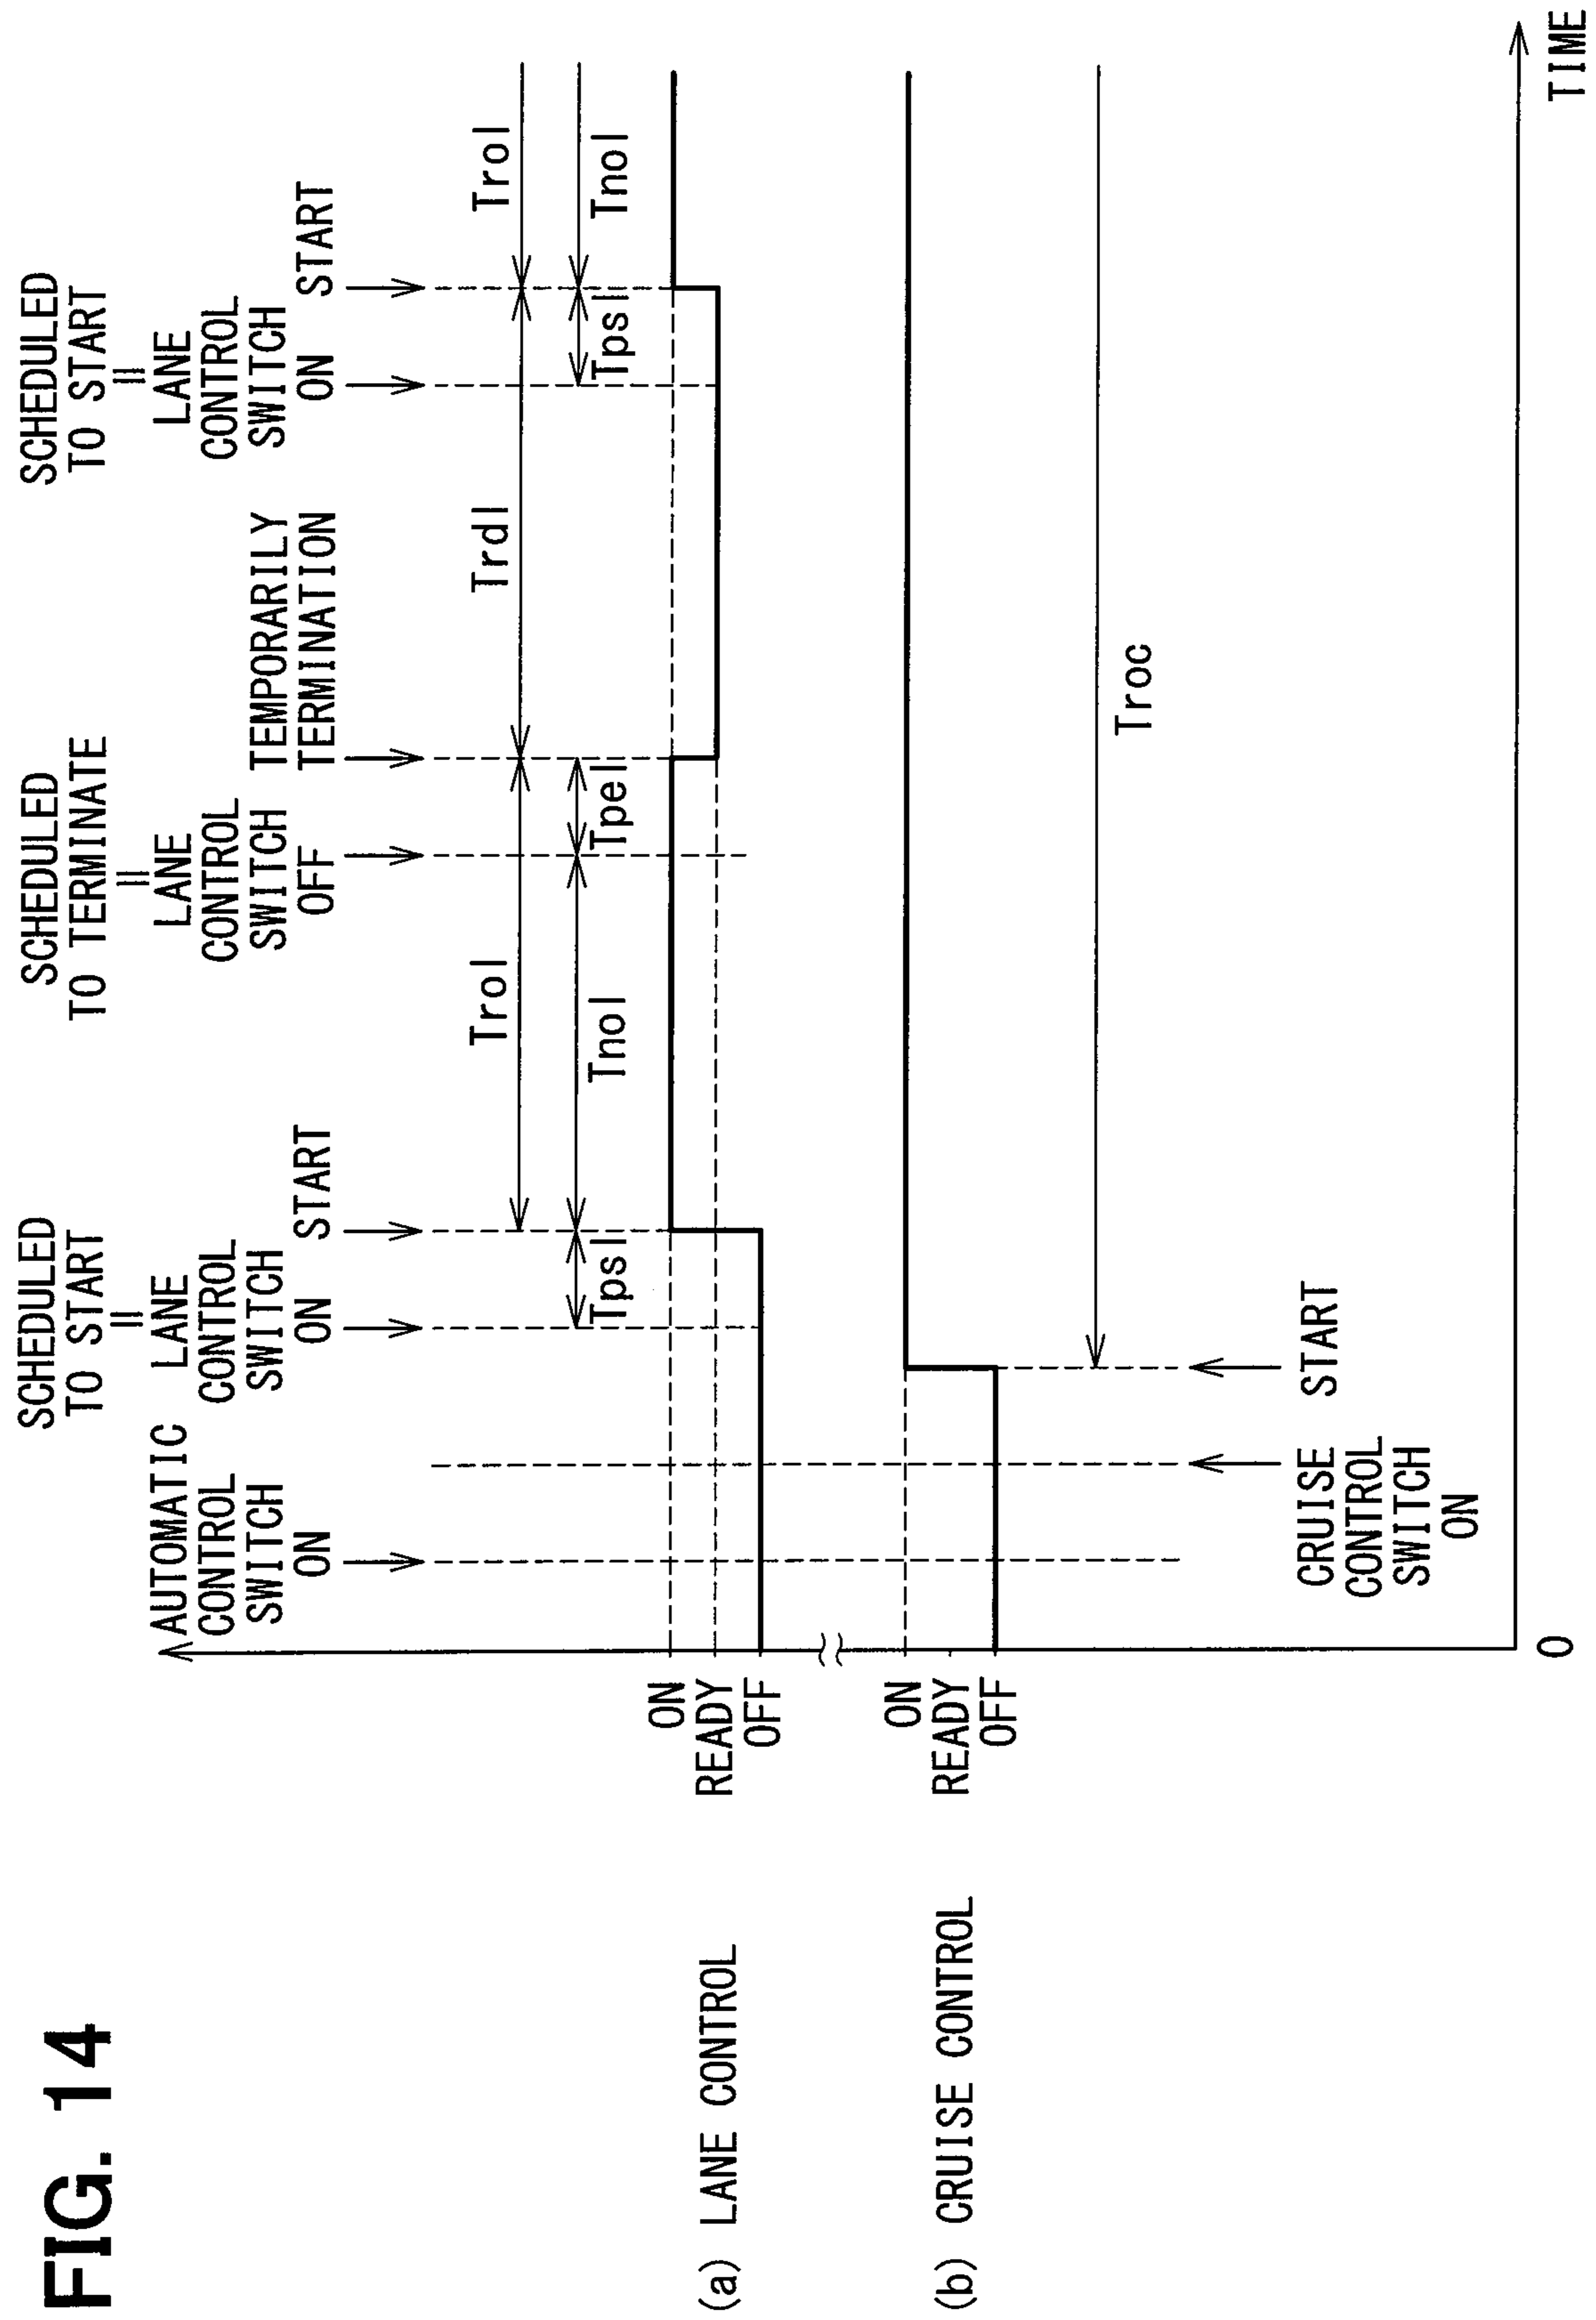 FIG. 14
AUTOMATIC
CONTROL
SWITCH
ON
SCHEDULED
TO START
=
LANE
CONTROL
SWITCH
ON
START
SCHEDULED
TO TERMINATE
=
LANE
CONTROL
SWITCH
OFF
TEMPORARILY
TERMINATION
SCHEDULED
TO START
=
LANE
CONTROL
SWITCH
ON
START
Trol
Trdl
Trol
Tpsl
Tnol
Tpel
Tpsl
Tnol
(a) LANE CONTROL
ON
READY
OFF
(b) CRUISE CONTROL
ON
READY
OFF
Troc
CRUISE
CONTROL
SWITCH
ON
START
0
TIME